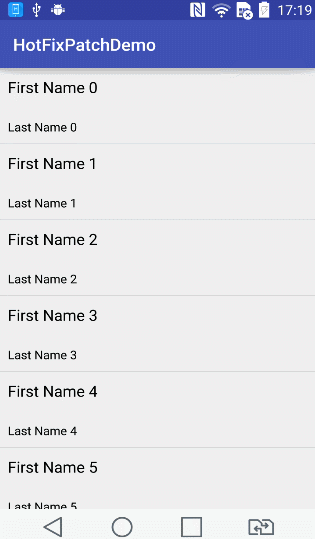 17:19
HotFixPatchDemo
First Name 0
Last Name 0
First Name 1
Last Name 1
First Name 2
Last Name 2
First Name 3
Last Name 3
First Name 4
Last Name 4
First Name 5
Last Name 5